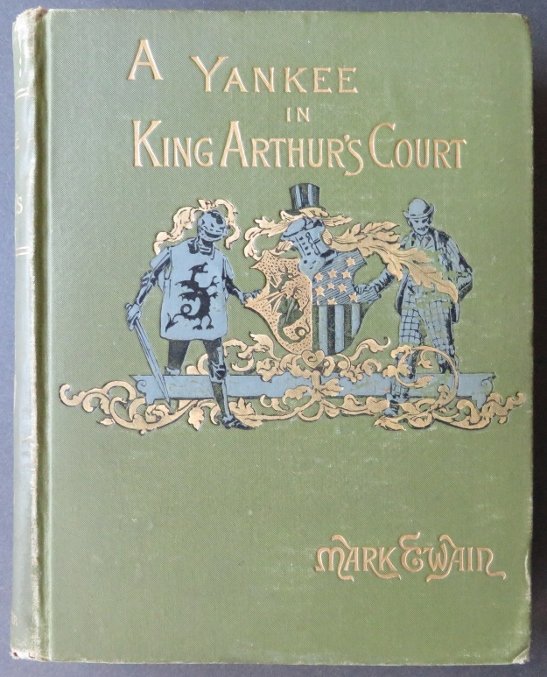 A YANKEE
IN
KING ARTHUR'S COURT
MARK TWAIN